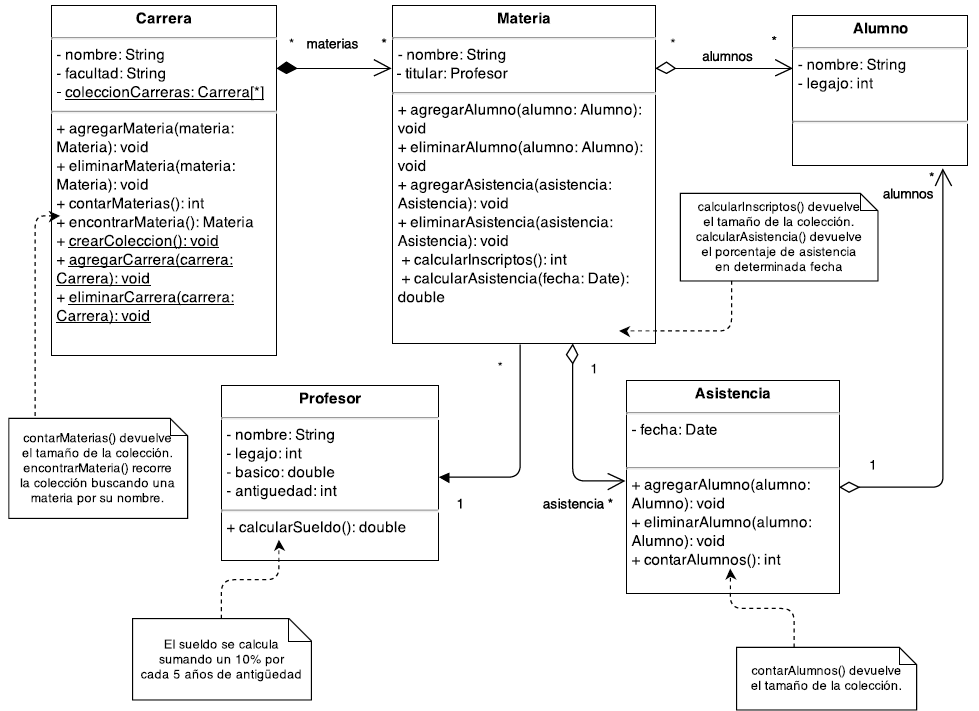 Carrera
- nombre: String
- facultad: String
- coleccionCarreras: Carrera[*]
+ agregarMateria(materia:
Materia): void
+ eliminarMateria(materia:
Materia): void
+ contarMaterias(): int
+ encontrarMateria(): Materia
+ crearColeccion(): void
+ agregarCarrera(carrera:
Carrera): void
+ eliminarCarrera(carrera:
Carrera): void
* materias *
Materia
- nombre: String
- titular: Profesor
+ agregarAlumno(alumno: Alumno):
void
+ eliminarAlumno(alumno: Alumno):
void
+ agregarAsistencia(asistencia:
Asistencia): void
+ eliminarAsistencia(asistencia:
Asistencia): void
+ calcularInscriptos(): int
+ calcularAsistencia(fecha: Date):
double
* alumnos *
Alumno
- nombre: String
- legajo: int
*
alumnos
calcularInscriptos() devuelve
el tamaño de la colección.
calcularAsistencia() devuelve
el porcentaje de asistencia
en determinada fecha
*
1
1
asistencia *
Profesor
- nombre: String
- legajo: int
- basico: double
- antiguedad: int
+ calcularSueldo(): double
Asistencia
- fecha: Date
+ agregarAlumno(alumno:
Alumno): void
+ eliminarAlumno(alumno:
Alumno): void
+ contarAlumnos(): int
1
contarMaterias() devuelve
el tamaño de la colección.
encontrarMateria() recorre
la colección buscando una
materia por su nombre.
El sueldo se calcula
sumando un 10% por
cada 5 años de antigüedad
contarAlumnos() devuelve
el tamaño de la colección.